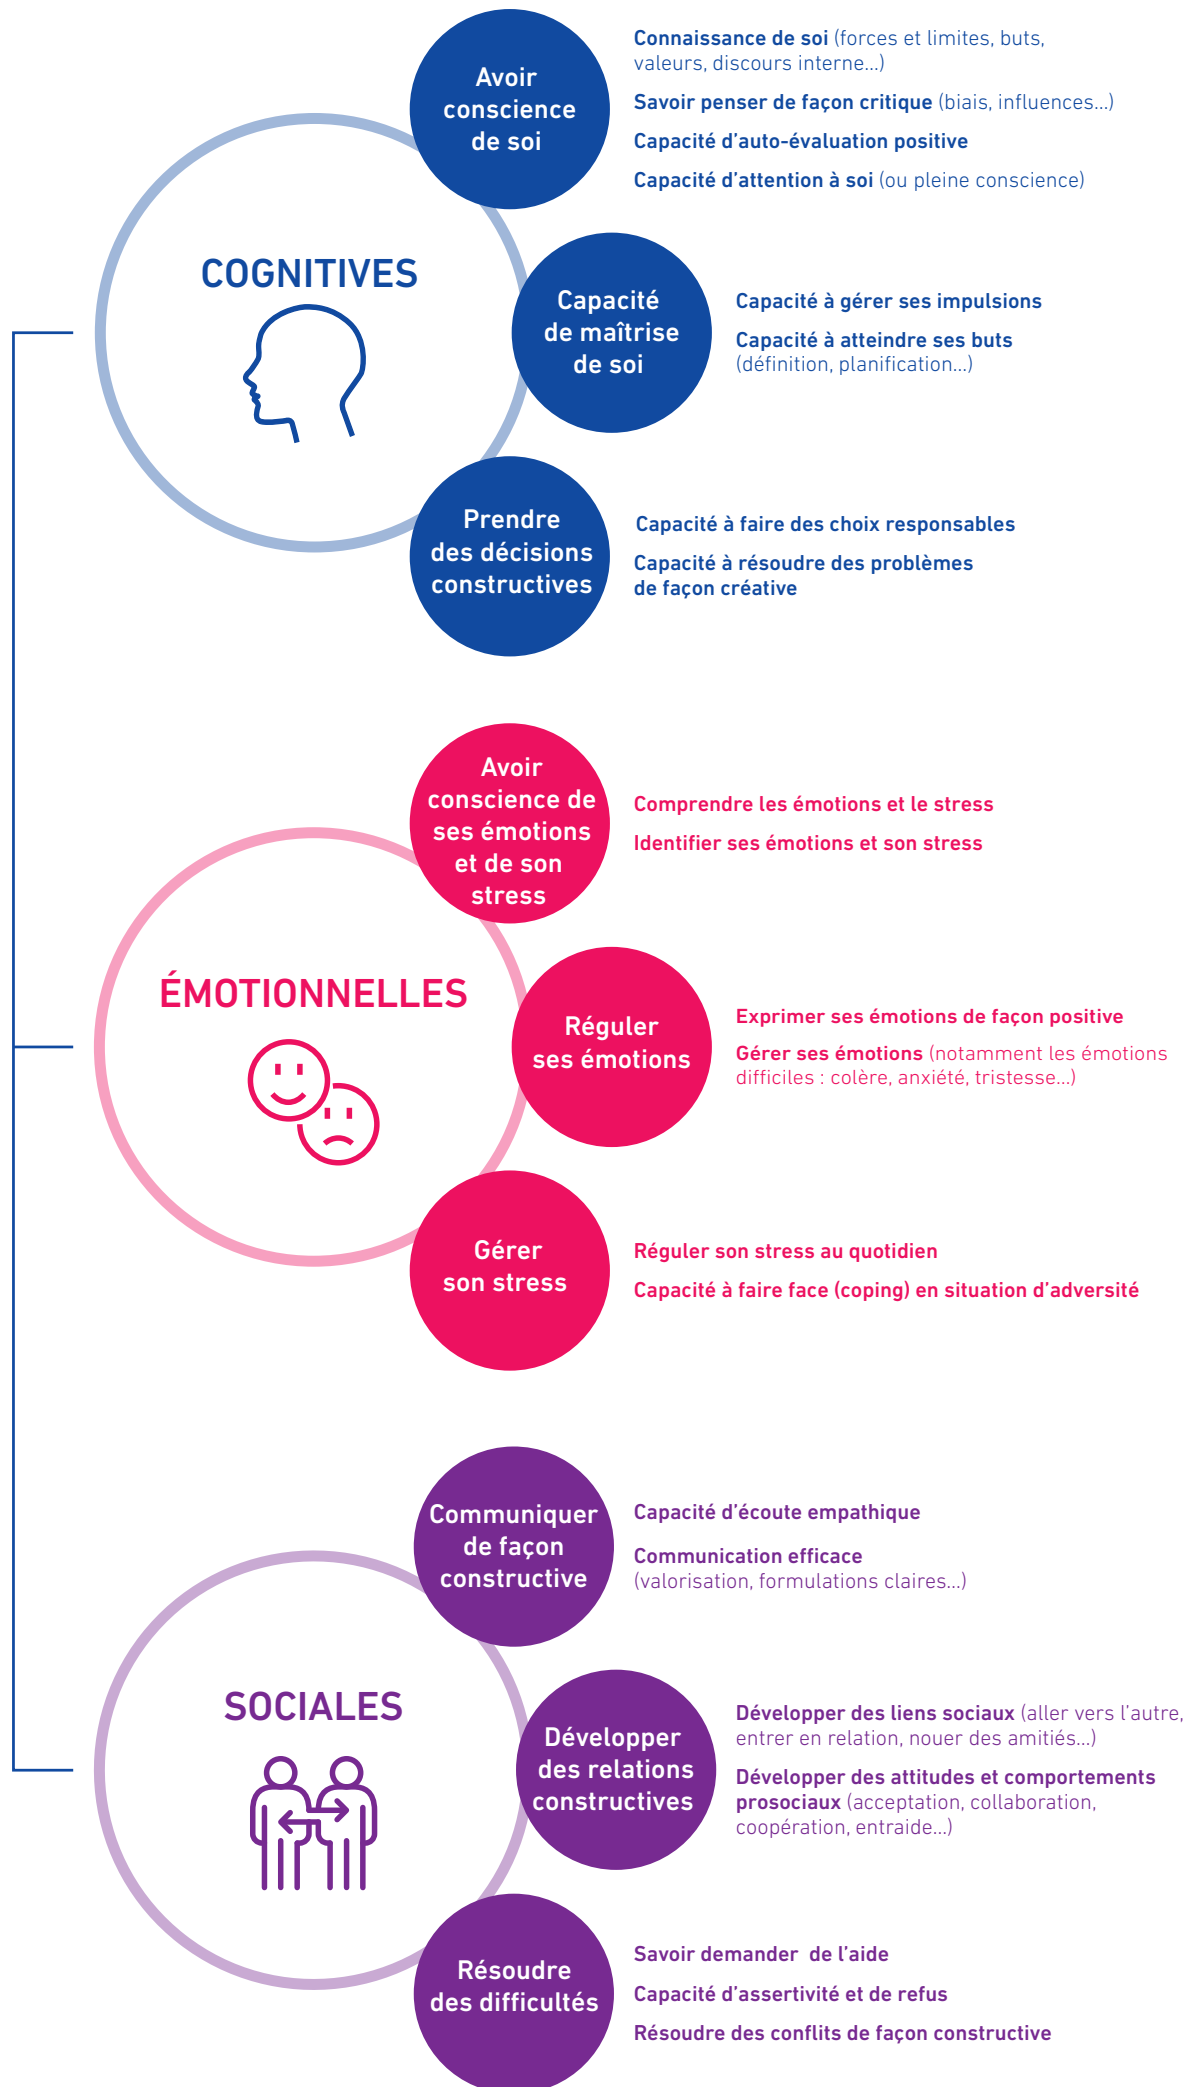 COGNITIVES
Avoir
conscience
de soi
Connaissance de soi (forces et limites, buts,
valeurs, discours interne...)
Savoir penser de façon critique (biais, influences...)
Capacité d'auto-évaluation positive
Capacité d'attention à soi (ou pleine conscience)
Capacité
de maîtrise
de soi
Capacité à gérer ses impulsions
Capacité à atteindre ses buts
(définition, planification...)
Prendre
des décisions
constructives
Capacité à faire des choix responsables
Capacité à résoudre des problèmes
de façon créative
ÉMOTIONNELLES
Avoir
conscience de
ses émotions
et de son
stress
Comprendre les émotions et le stress
Identifier ses émotions et son stress
Réguler
ses émotions
Exprimer ses émotions de façon positive
Gérer ses émotions (notamment les émotions
difficiles : colère, anxiété, tristesse...)
Gérer
son stress
Réguler son stress au quotidien
Capacité à faire face (coping) en situation d'adversité
SOCIALES
Communiquer
de façon
constructive
Capacité d'écoute empathique
Communication efficace
(valorisation, formulations claires...)
Développer
des relations
constructives
Développer des liens sociaux (aller vers l'autre,
entrer en relation, nouer des amitiés...)
Développer des attitudes et comportements
prosociaux (acceptation, collaboration,
coopération, entraide...)
Résoudre
des difficultés
Savoir demander de l'aide
Capacité d'assertivité et de refus
Résoudre des conflits de façon constructive